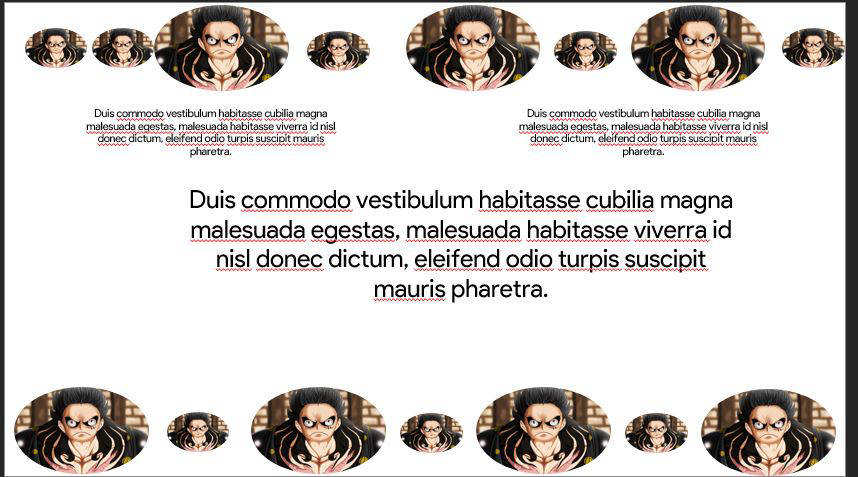 Duis commodo vestibulum habitasse cubilia magna
malesuada egestas, malesuada habitasse viverra id nisl
donec dictum, eleifend odio turpis suscipit mauris
pharetra.
Duis commodo vestibulum habitasse cubilia magna
malesuada egestas, malesuada habitasse viverra id nisl
donec dictum, eleifend odio turpis suscipit mauris
pharetra.
Duis commodo vestibulum habitasse cubilia magna
malesuada egestas, malesuada habitasse viverra id
nisl donec dictum, eleifend odio turpis suscipit
mauris pharetra.